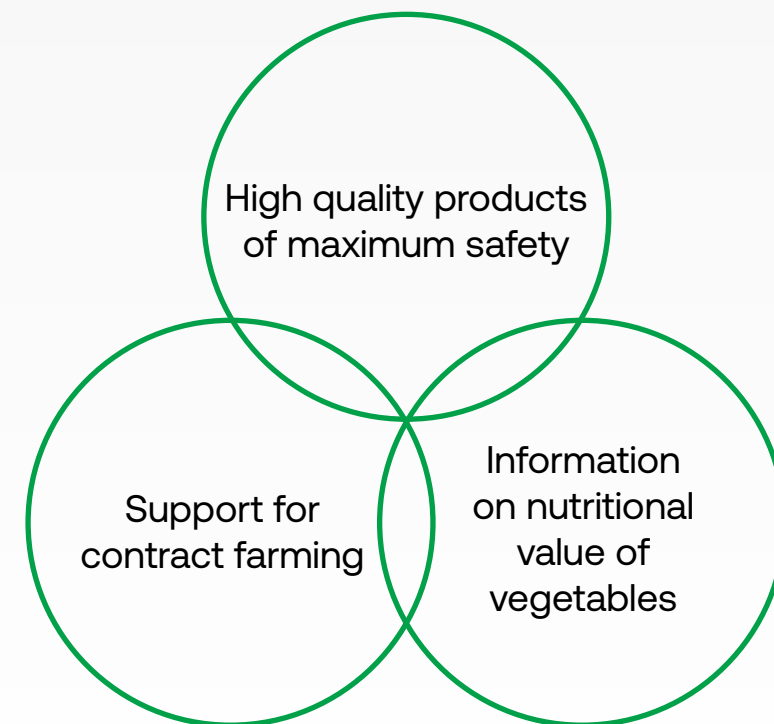 High quality products
of maximum safety
Support for
contract farming
Information
on nutritional
value of
vegetables